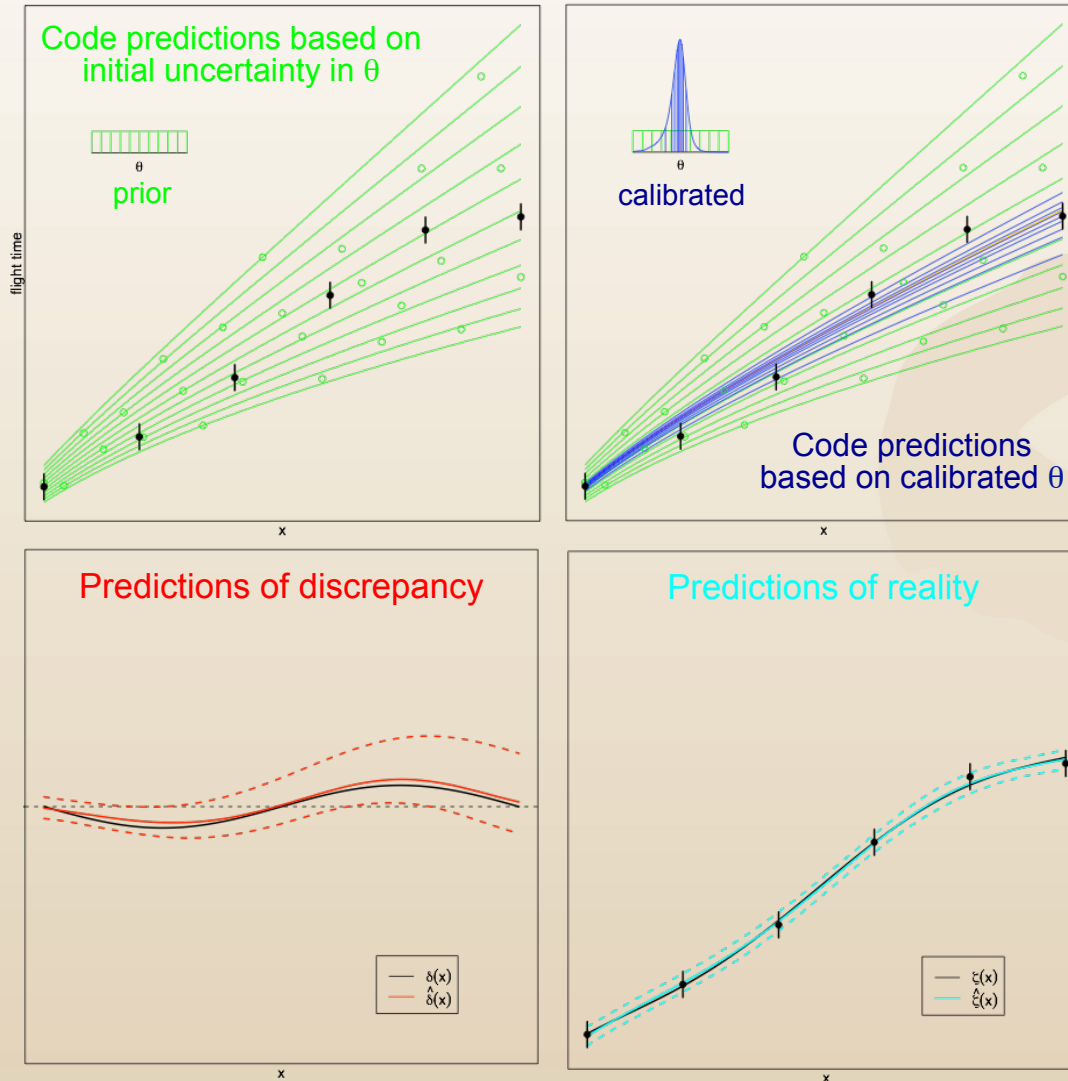 Code predictions based on
initial uncertainty in θ
θ
prior
flight time
x
θ
calibrated
Code predictions
based on calibrated θ
x
Predictions of discrepancy
δ(x)
δ̂(x)
x
Predictions of reality
ζ(x)
ζ̂(x)
x